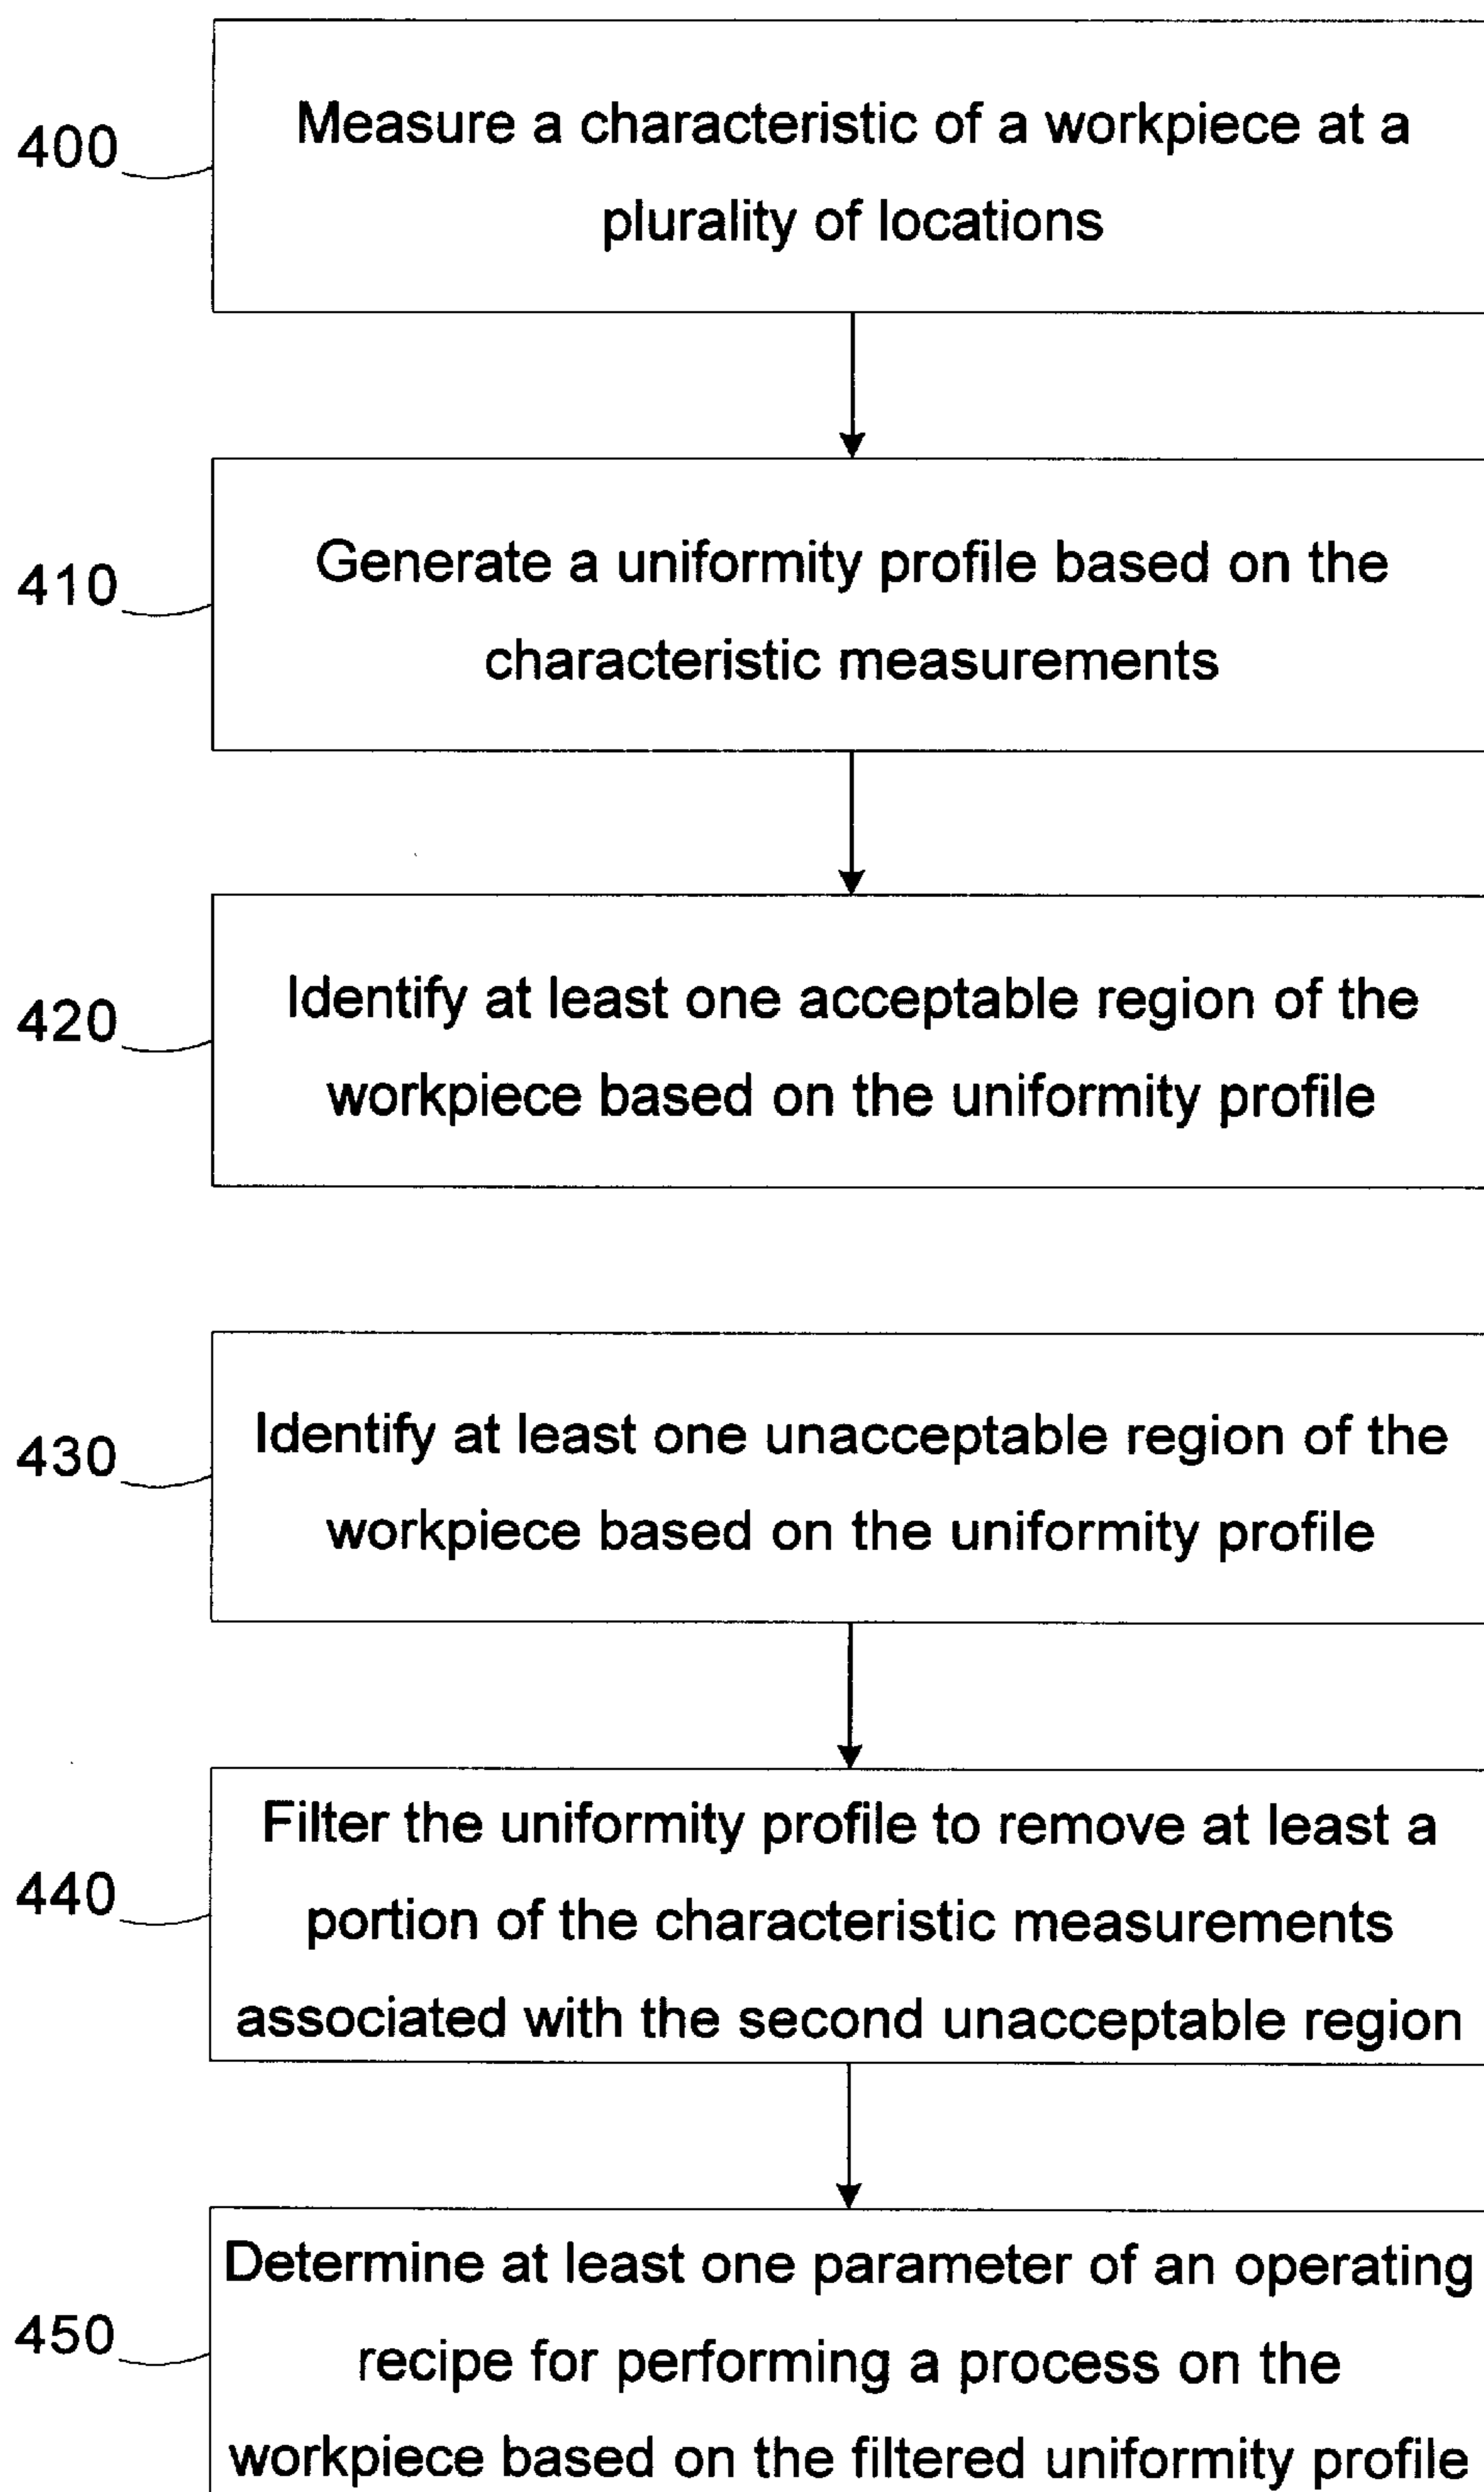 400
Measure a characteristic of a workpiece at a
plurality of locations
410
Generate a uniformity profile based on the
characteristic measurements
420
Identify at least one acceptable region of the
workpiece based on the uniformity profile
430
Identify at least one unacceptable region of the
workpiece based on the uniformity profile
440
Filter the uniformity profile to remove at least a
portion of the characteristic measurements
associated with the second unacceptable region
450
Determine at least one parameter of an operating
recipe for performing a process on the
workpiece based on the filtered uniformity profile